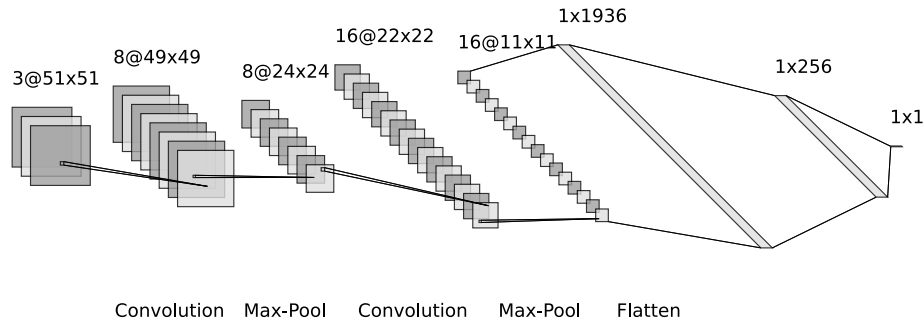 3@51x51
8@49x49
8@24x24
16@22x22
16@11x11
1x1936
1x256
1x1
Convolution
Max-Pool
Convolution
Max-Pool
Flatten